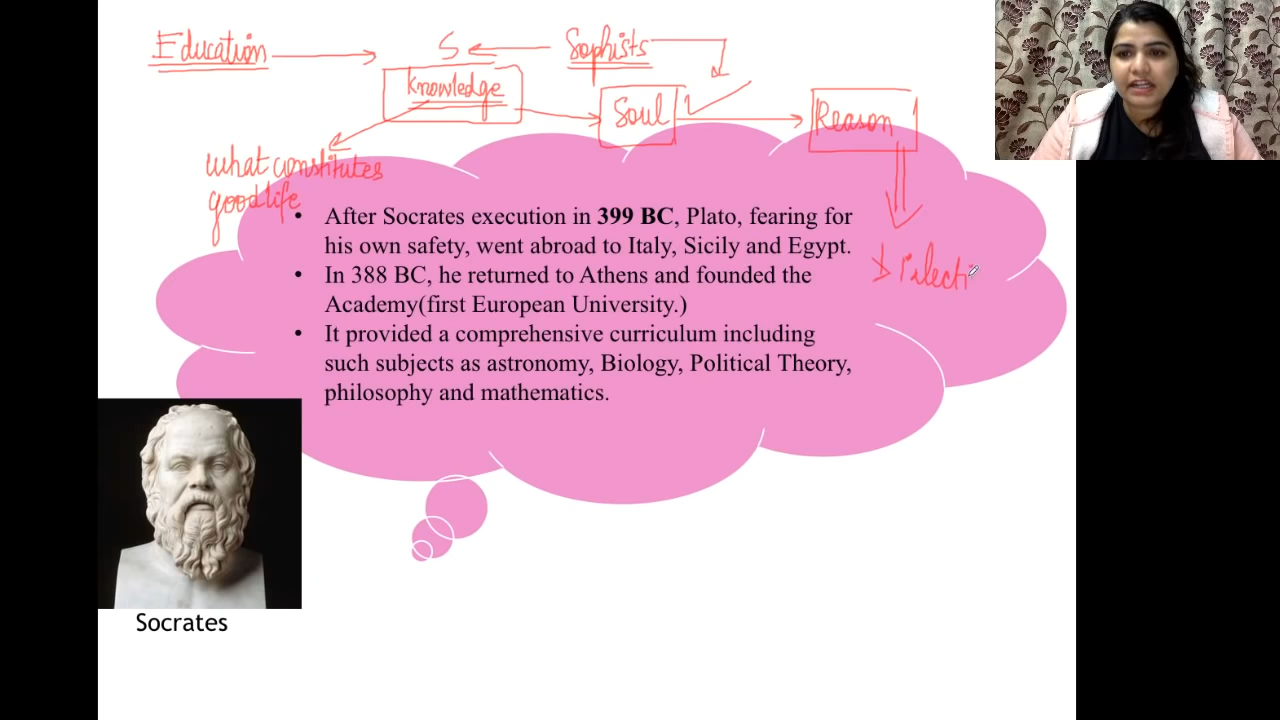 Education → S ← Sophists
knowledge → Soul → Reason
what constitutes
good life
Dilecti
• After Socrates execution in 399 BC, Plato, fearing for
his own safety, went abroad to Italy, Sicily and Egypt.
• In 388 BC, he returned to Athens and founded the
Academy(first European University.)
• It provided a comprehensive curriculum including
such subjects as astronomy, Biology, Political Theory,
philosophy and mathematics.
Socrates